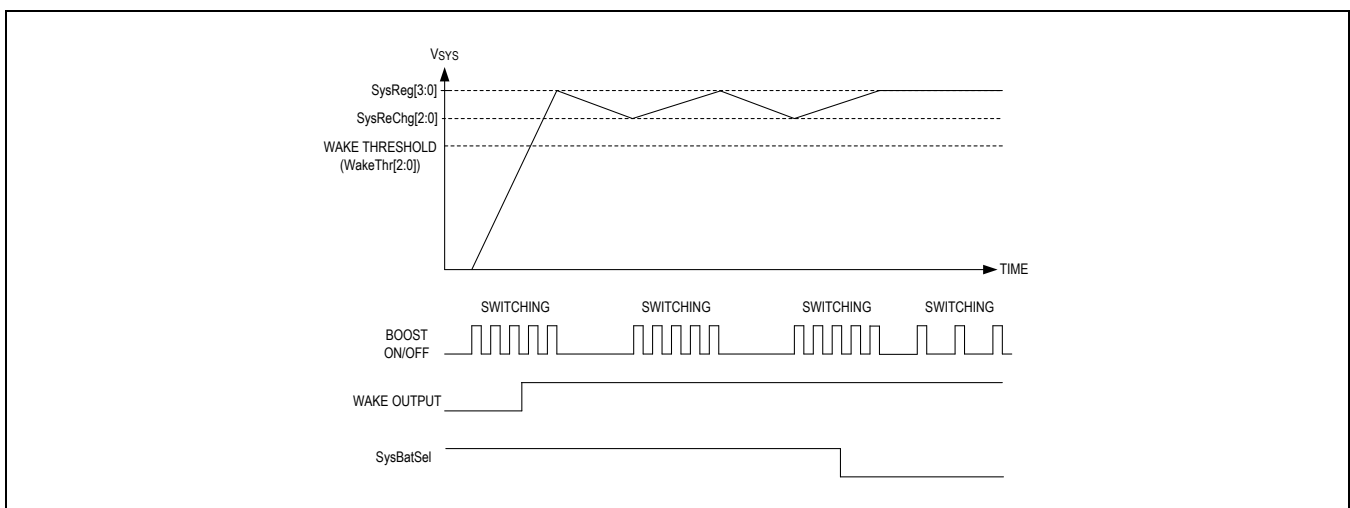 VSYS
SysReg[3:0]
SysReChg[2:0]
WAKE THRESHOLD
(WakeThr[2:0])
TIME
SWITCHING SWITCHING SWITCHING SWITCHING
BOOST
ON/OFF
WAKE OUTPUT
SysBatSel